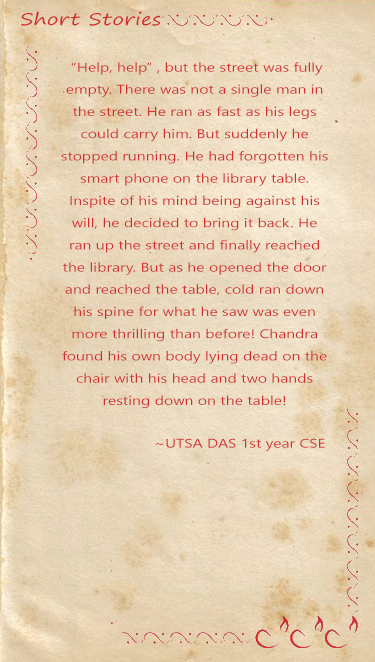 Short Stories
"Help, help" , but the street was fully
empty. There was not a single man in
the street. He ran as fast as his legs
could carry him. But suddenly he
stopped running. He had forgotten his
smart phone on the library table.
Inspite of his mind being against his
will, he decided to bring it back. He
ran up the street and finally reached
the library. But as he opened the door
and reached the table, cold ran down
his spine for what he saw was even
more thrilling than before! Chandra
found his own body lying dead on the
chair with his head and two hands
resting down on the table!
~UTSA DAS 1st year CSE